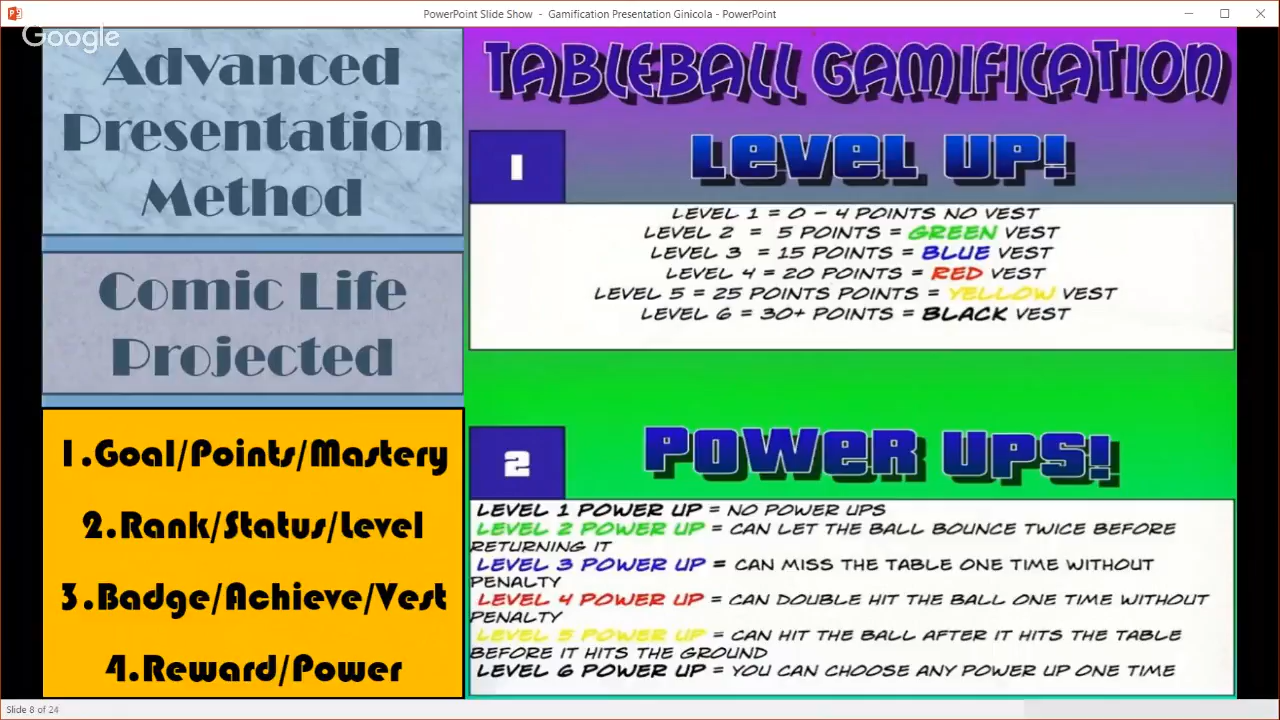 PowerPoint Slide Show - Gamification Presentation Ginicola - PowerPoint
Google
Advanced
Presentation
Method
Comic Life
Projected
1.Goal/Points/Mastery
2.Rank/Status/Level
3.Badge/Achieve/Vest
4.Reward/Power
TABLEBALL GAMIFICATION
1
LEVEL UP!
LEVEL 1 = 0 - 4 POINTS NO VEST
LEVEL 2 = 5 POINTS = GREEN VEST
LEVEL 3 = 15 POINTS = BLUE VEST
LEVEL 4 = 20 POINTS = RED VEST
LEVEL 5 = 25 POINTS POINTS = YELLOW VEST
LEVEL 6 = 30+ POINTS = BLACK VEST
2
POWER UPS!
LEVEL 1 POWER UP = NO POWER UPS
LEVEL 2 POWER UP = CAN LET THE BALL BOUNCE TWICE BEFORE
RETURNING IT
LEVEL 3 POWER UP = CAN MISS THE TABLE ONE TIME WITHOUT
PENALTY
LEVEL 4 POWER UP = CAN DOUBLE HIT THE BALL ONE TIME WITHOUT
PENALTY
LEVEL 5 POWER UP = CAN HIT THE BALL AFTER IT HITS THE TABLE
BEFORE IT HITS THE GROUND
LEVEL 6 POWER UP = YOU CAN CHOOSE ANY POWER UP ONE TIME
Slide 8 of 24